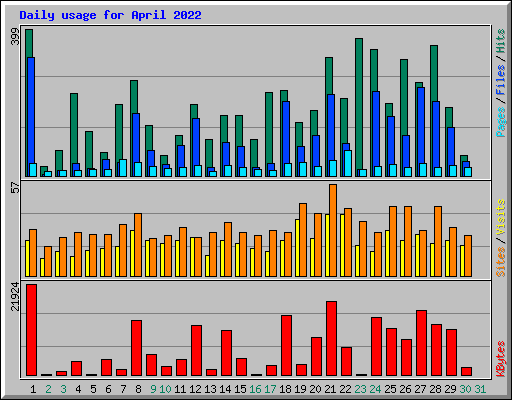 Daily usage for April 2022
399
Pages / Files / Hits
57
Sites / Visits
21924
KBytes
1 2 3 4 5 6 7 8 9 10 11 12 13 14 15 16 17 18 19 20 21 22 23 24 25 26 27 28 29 30 31